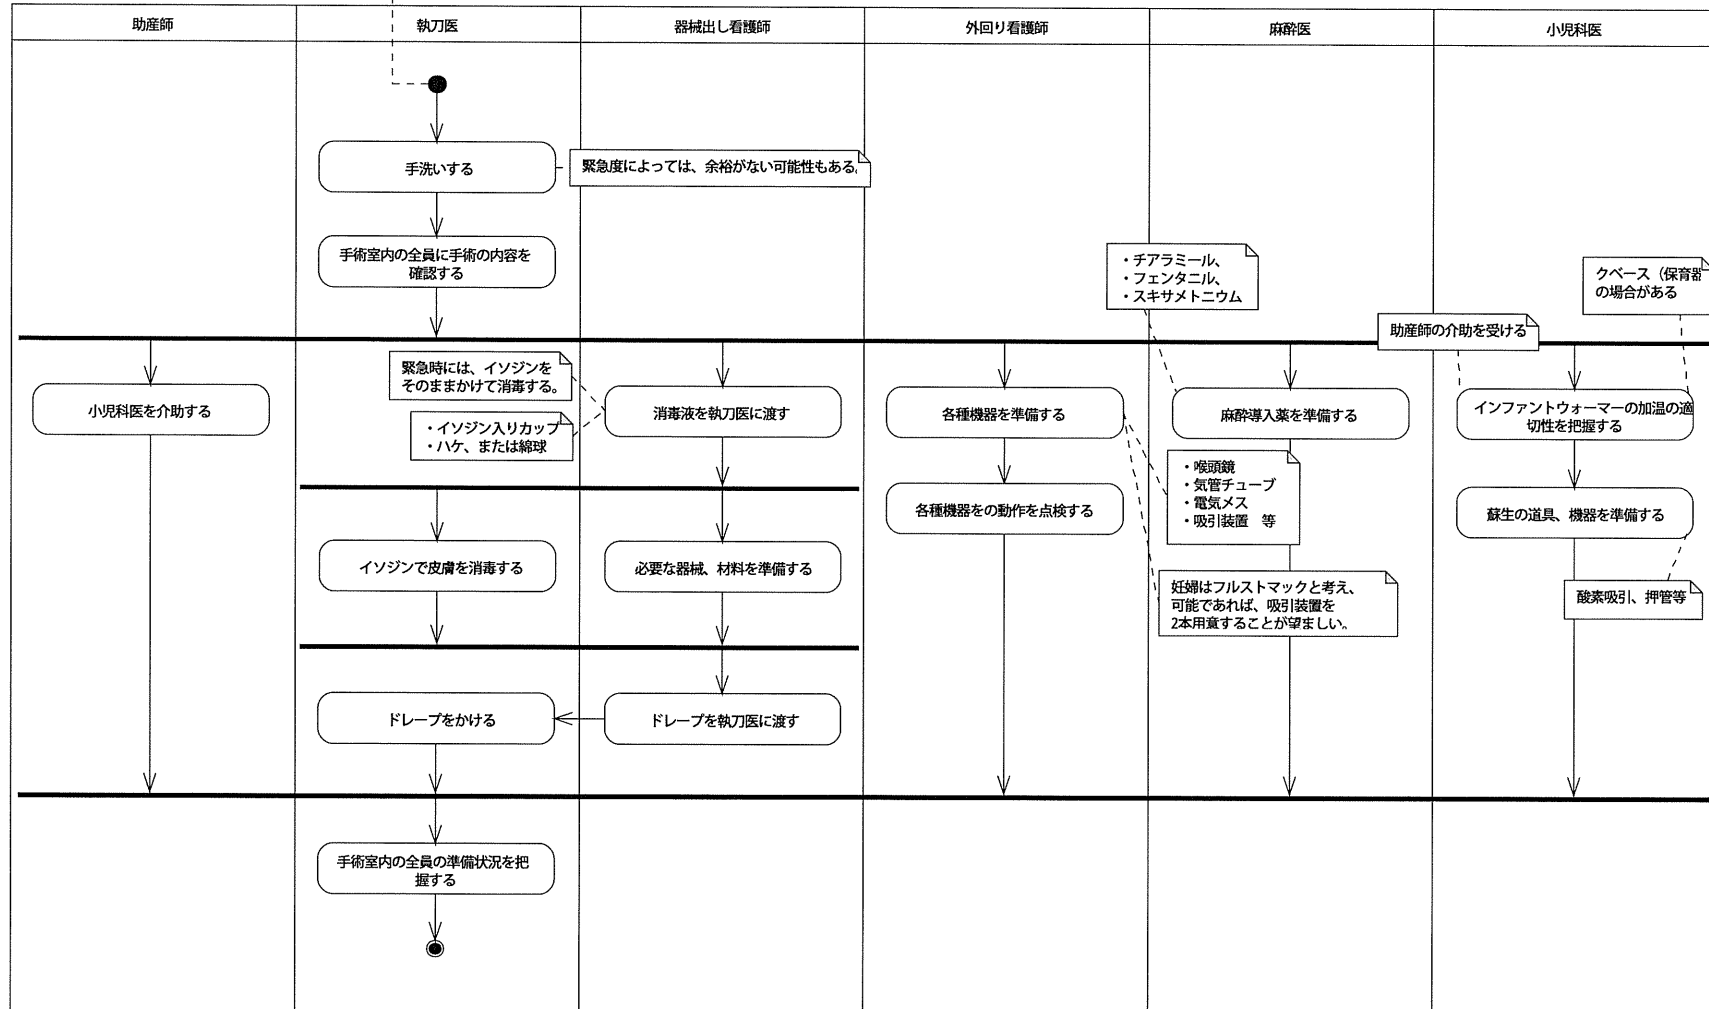 助産師
執刀医
器械出し看護師
外回り看護師
麻酔医
小児科医
手洗いする
緊急度によっては、余裕がない可能性もある。
手術室内の全員に手術の内容を
確認する
・チアラミール、
・フェンタニル、
・スキサメトニウム
クベース（保育器
の場合がある
助産師の介助を受ける
緊急時には、イソジンを
そのままかけて消毒する。
・イソジン入りカップ
・ハケ、または綿球
小児科医を介助する
消毒液を執刀医に渡す
各種機器を準備する
麻酔導入薬を準備する
インファントウォーマーの加温の適
切性を把握する
・喉頭鏡
・気管チューブ
・電気メス
・吸引装置　等
各種機器をの動作を点検する
蘇生の道具、機器を準備する
イソジンで皮膚を消毒する
必要な器械、材料を準備する
妊婦はフルストマックと考え、
可能であれば、吸引装置を
2本用意することが望ましい。
酸素吸引、押管等
ドレープをかける
ドレープを執刀医に渡す
手術室内の全員の準備状況を把
握する